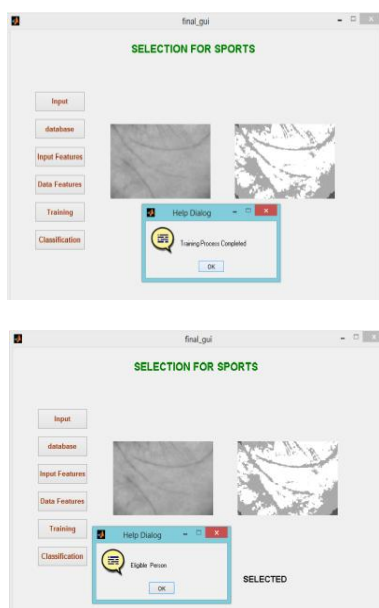 final_gui
SELECTION FOR SPORTS
Input
database
Input Features
Data Features
Training
Classification
Help Dialog
Training Process Completed
OK
final_gui
SELECTION FOR SPORTS
Input
database
Input Features
Data Features
Training
Classification
Help Dialog
Eligible Person
OK
SELECTED